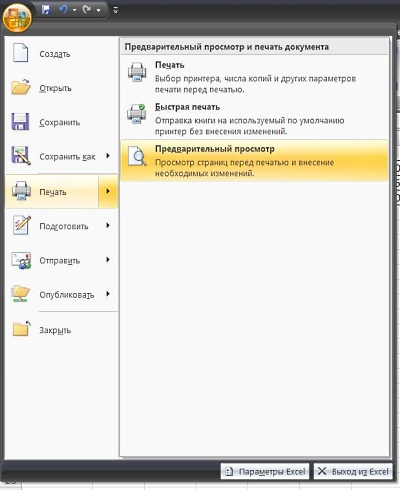 Предварительный просмотр и печать документа
Создать
Открыть
Сохранить
Сохранить как
Печать
Подготовить
Отправить
Опубликовать
Закрыть
Печать
Выбор принтера, числа копий и других параметров
печати перед печатью.
Быстрая печать
Отправка книги на используемый по умолчанию
принтер без внесения изменений.
Предварительный просмотр
Просмотр страниц перед печатью и внесение
необходимых изменений.
Параметры Excel
Выход из Excel